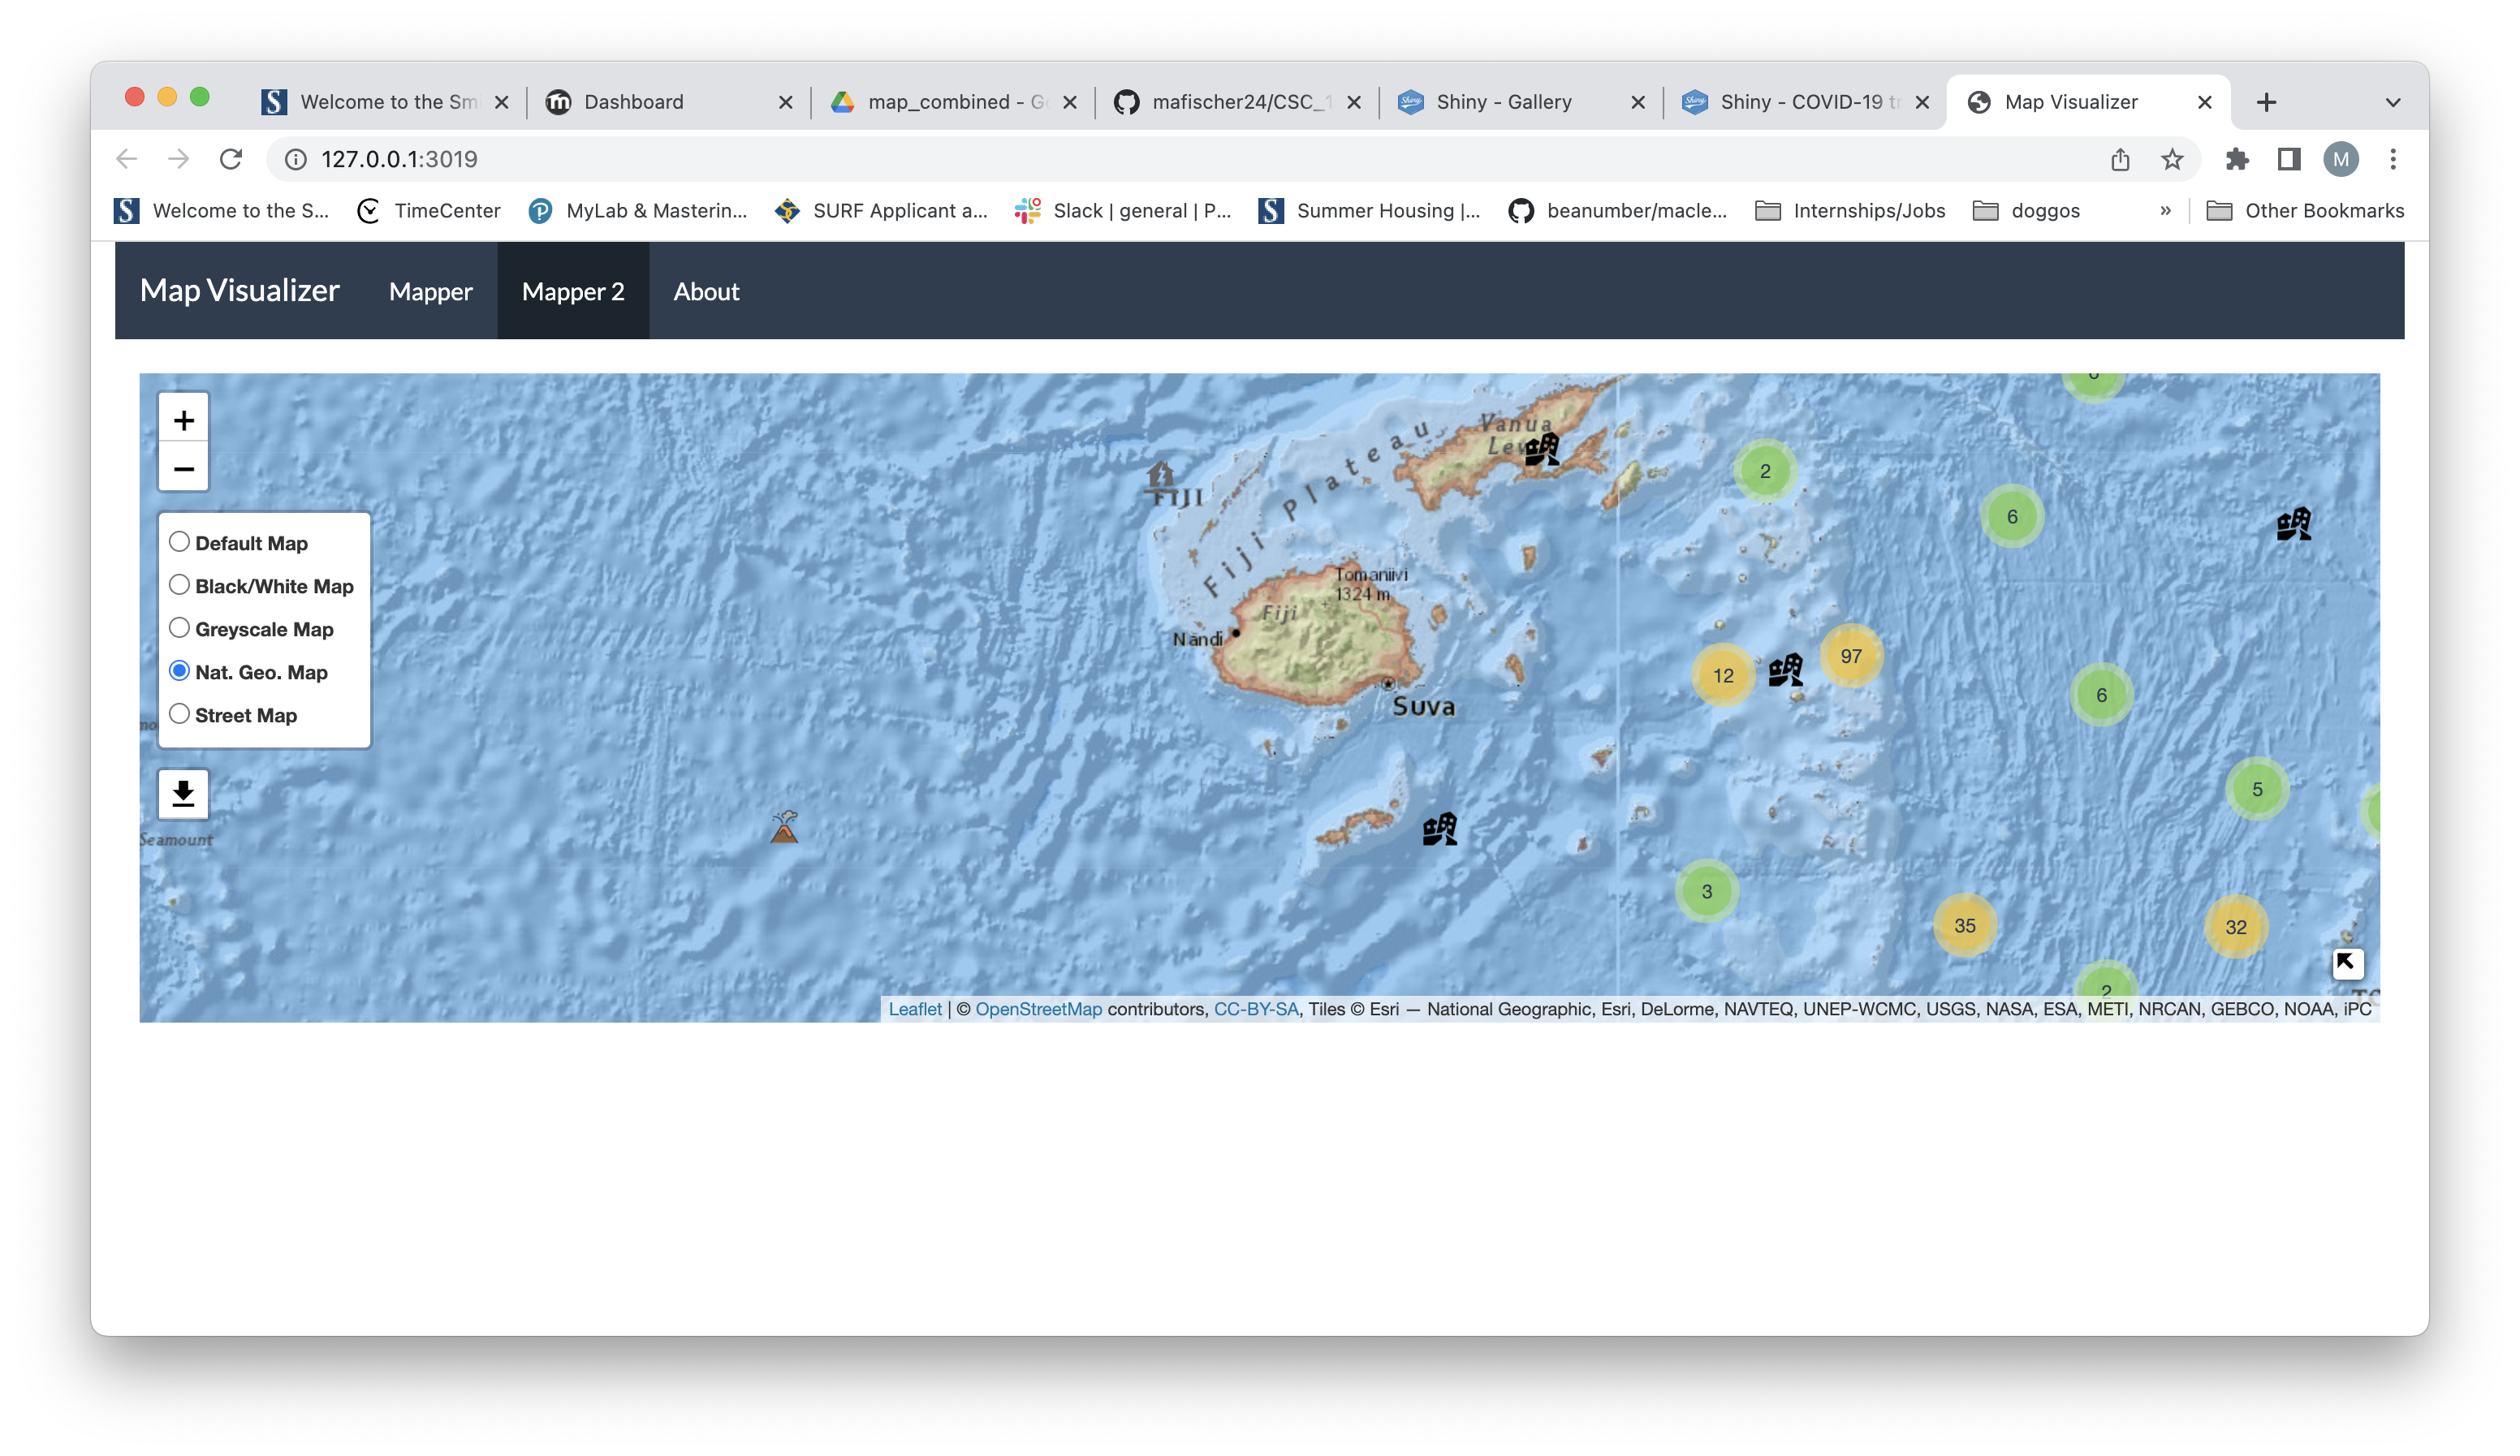 Welcome to the Sm
Dashboard
map_combined - G
mafischer24/CSC_1
Shiny - Gallery
Shiny - COVID-19 tr
Map Visualizer
127.0.0.1:3019
M
Welcome to the S...
TimeCenter
MyLab & Masterin...
SURF Applicant a...
Slack | general | P...
Summer Housing |...
beanumber/macle...
Internships/Jobs
doggos
»
Other Bookmarks
Map Visualizer
Mapper
Mapper 2
About
+
−
Default Map
Black/White Map
Greyscale Map
Nat. Geo. Map
Street Map
Seamount
FIJI
Fiji Plateau
Vanua
Tomaniivi
1324 m
Fiji
Nandi
Suva
2
6
12
97
6
5
3
35
32
2
Leaflet | © OpenStreetMap contributors, CC-BY-SA, Tiles © Esri — National Geographic, Esri, DeLorme, NAVTEQ, UNEP-WCMC, USGS, NASA, ESA, METI, NRCAN, GEBCO, NOAA, iPC